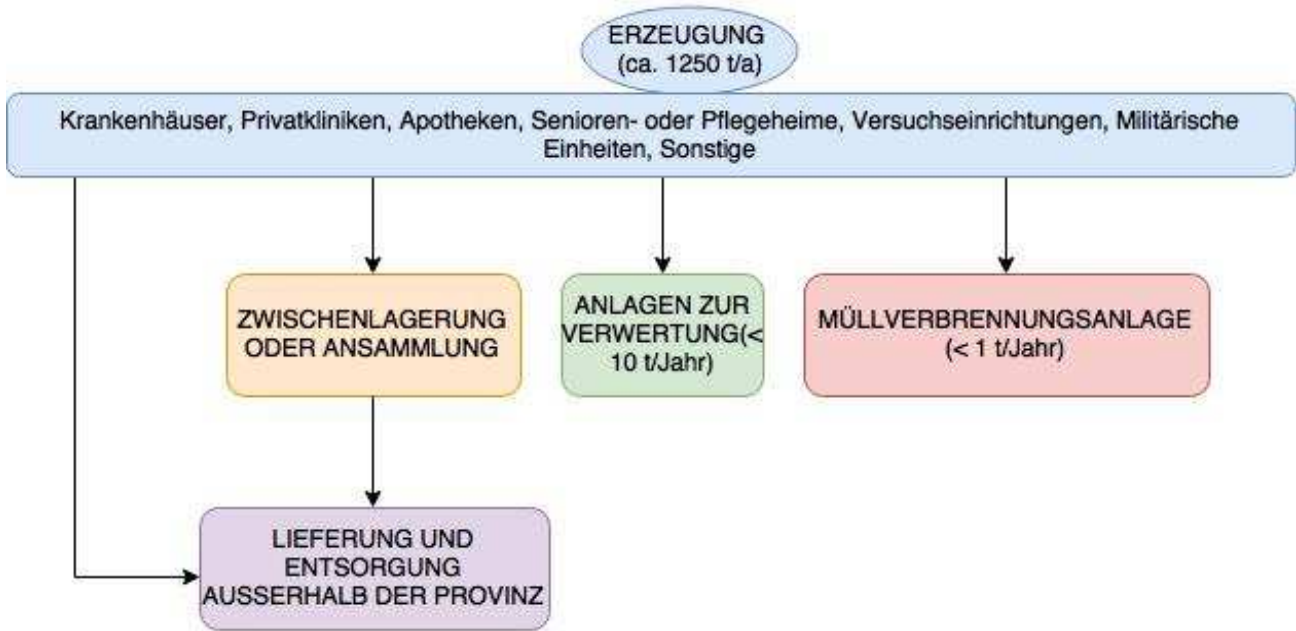 ERZEUGUNG
(ca. 1250 t/a)
Krankenhäuser, Privatkliniken, Apotheken, Senioren- oder Pflegeheime, Versuchseinrichtungen, Militärische
Einheiten, Sonstige
ZWISCHENLAGERUNG
ODER ANSAMMLUNG
ANLAGEN ZUR
VERWERTUNG(<
10 t/Jahr)
MÜLLVERBRENNUNGSANLAGE
(< 1 t/Jahr)
LIEFERUNG UND
ENTSORGUNG
AUSSERHALB DER PROVINZ